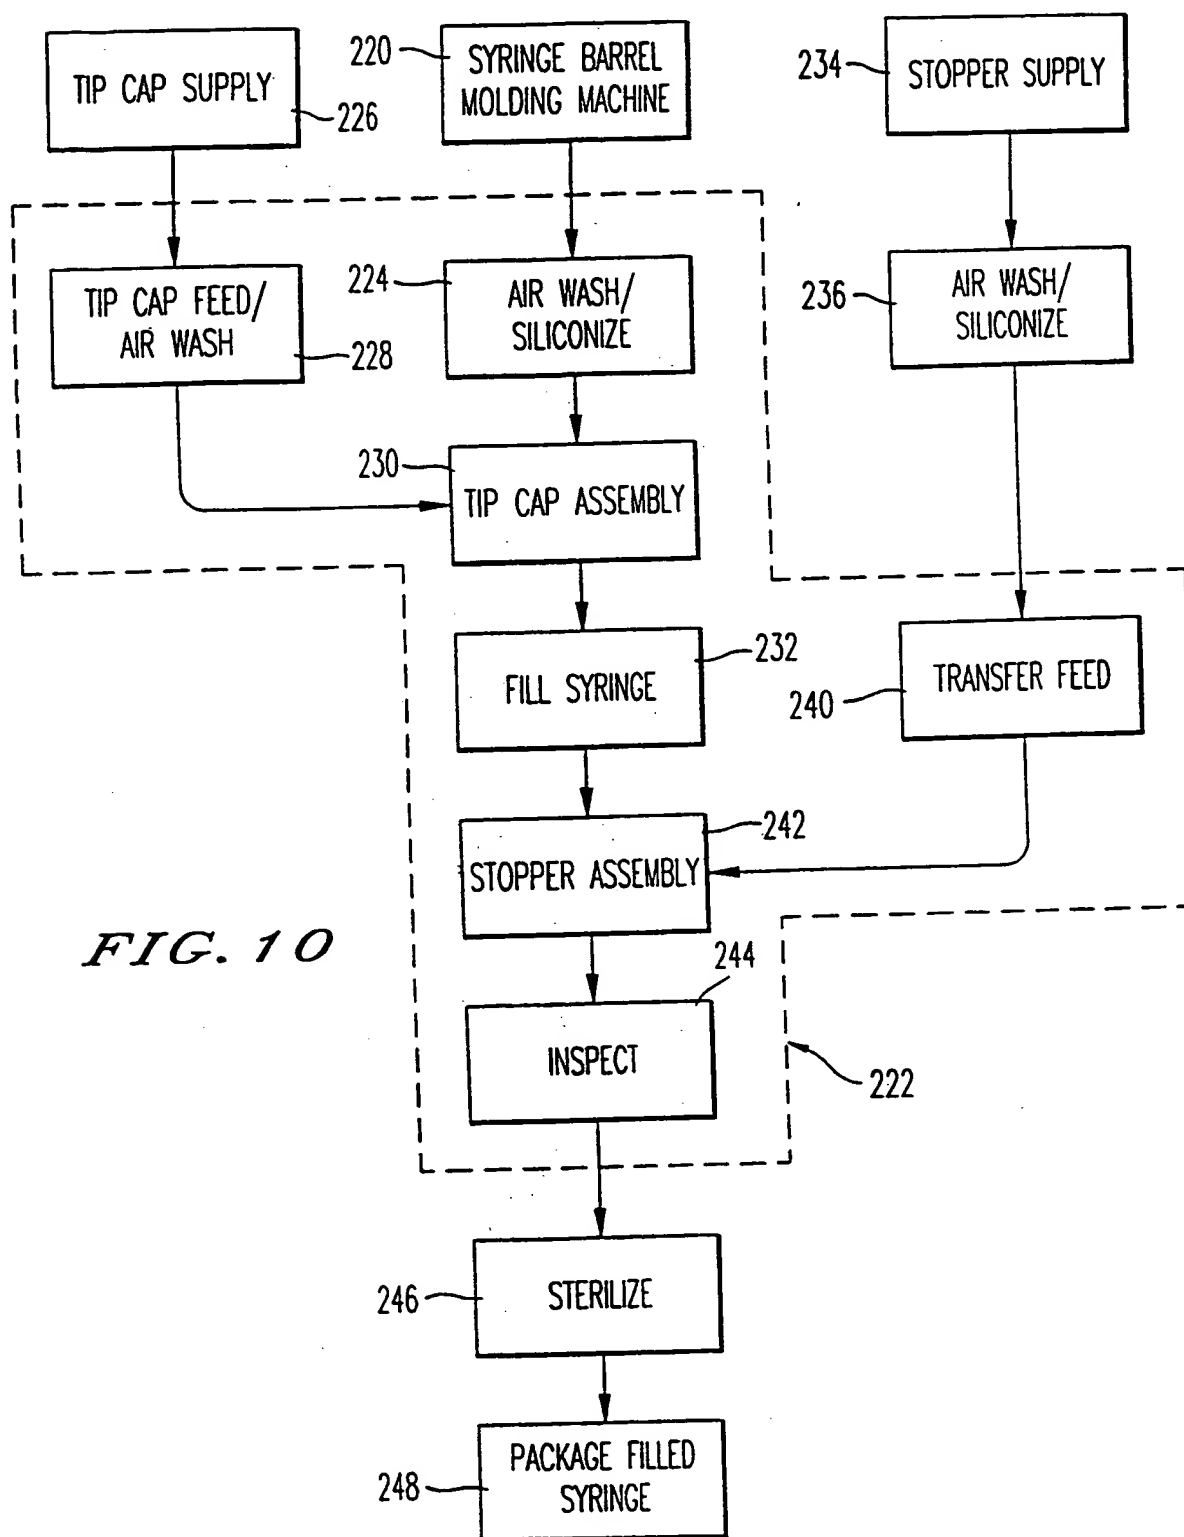 TIP CAP SUPPLY
226
220
SYRINGE BARREL
MOLDING MACHINE
234
STOPPER SUPPLY
TIP CAP FEED/
AIR WASH
228
224
AIR WASH/
SILICONIZE
236
AIR WASH/
SILICONIZE
230
TIP CAP ASSEMBLY
232
FILL SYRINGE
240
TRANSFER FEED
242
STOPPER ASSEMBLY
FIG. 10
244
INSPECT
222
246
STERILIZE
248
PACKAGE FILLED
SYRINGE